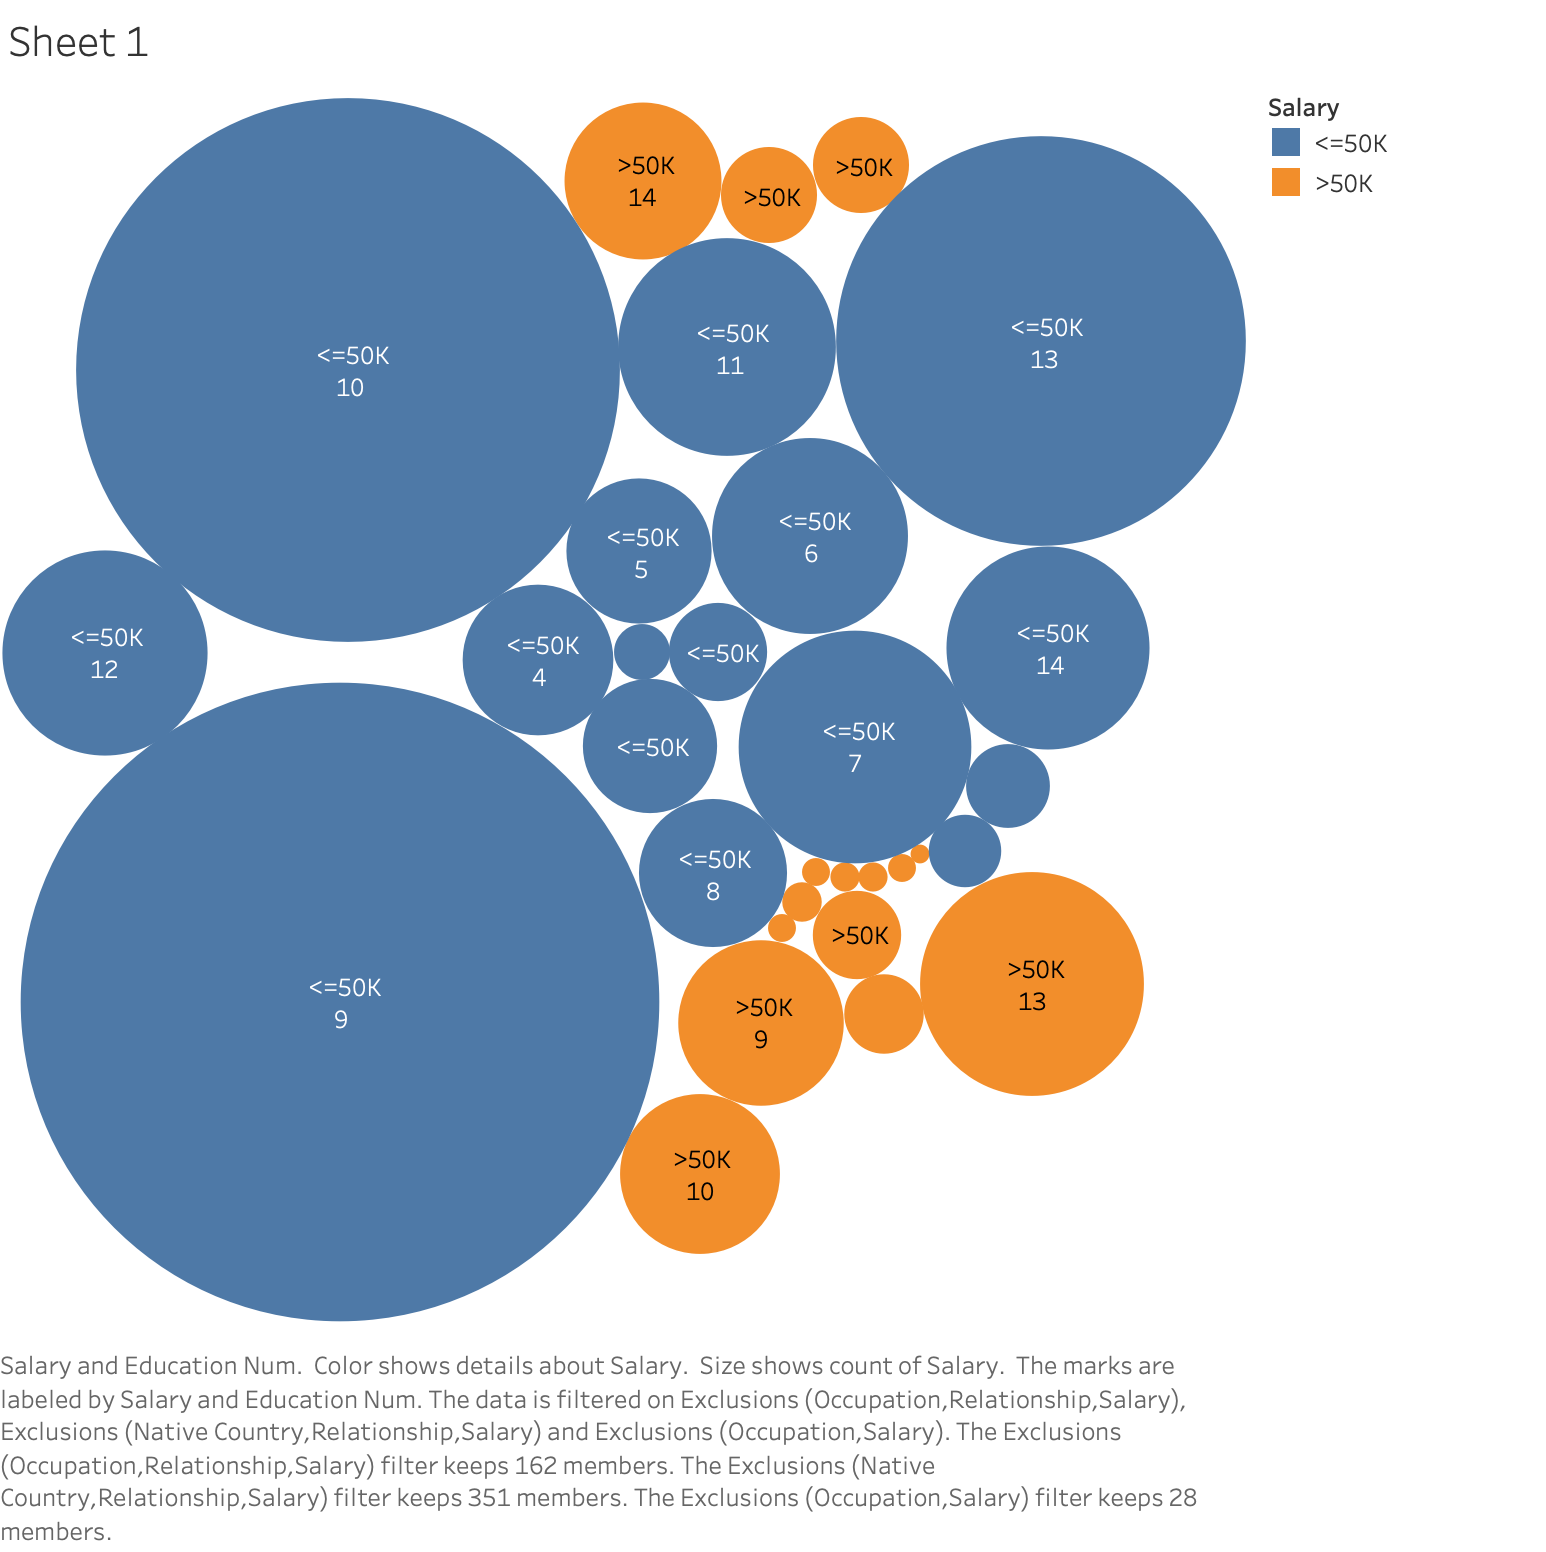 Sheet 1
Salary
<=50K
>50K
>50K
14
>50K
>50K
<=50K
10
<=50K
11
<=50K
13
<=50K
5
<=50K
6
<=50K
12
<=50K
4
<=50K
<=50K
14
<=50K
<=50K
7
<=50K
8
>50K
<=50K
9
>50K
9
>50K
13
>50K
10
Salary and Education Num.  Color shows details about Salary.  Size shows count of Salary.  The marks are
labeled by Salary and Education Num. The data is filtered on Exclusions (Occupation,Relationship,Salary),
Exclusions (Native Country,Relationship,Salary) and Exclusions (Occupation,Salary). The Exclusions
(Occupation,Relationship,Salary) filter keeps 162 members. The Exclusions (Native
Country,Relationship,Salary) filter keeps 351 members. The Exclusions (Occupation,Salary) filter keeps 28
members.